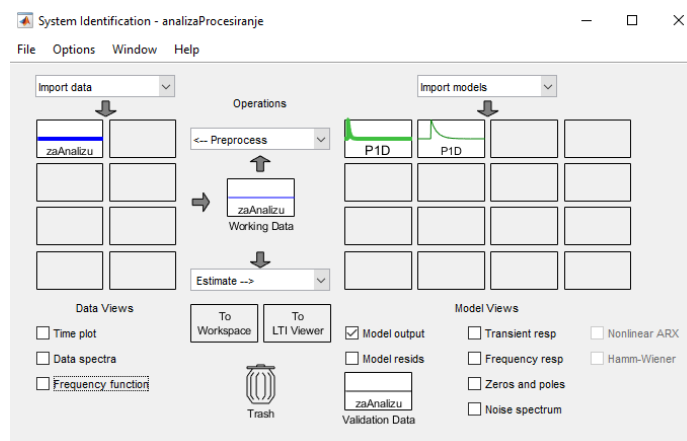 System Identification - analizaProcesiranje
File Options Window Help
Import data
Import models
Operations
<-- Preprocess
zaAnalizu
P1D
P1D
zaAnalizu
Working Data
Estimate -->
Data Views
Time plot
Data spectra
Frequency function
To Workspace
To LTI Viewer
Trash
Model Views
Model output
Transient resp
Nonlinear ARX
Model resids
Frequency resp
Hamm-Wiener
Zeros and poles
Noise spectrum
zaAnalizu
Validation Data